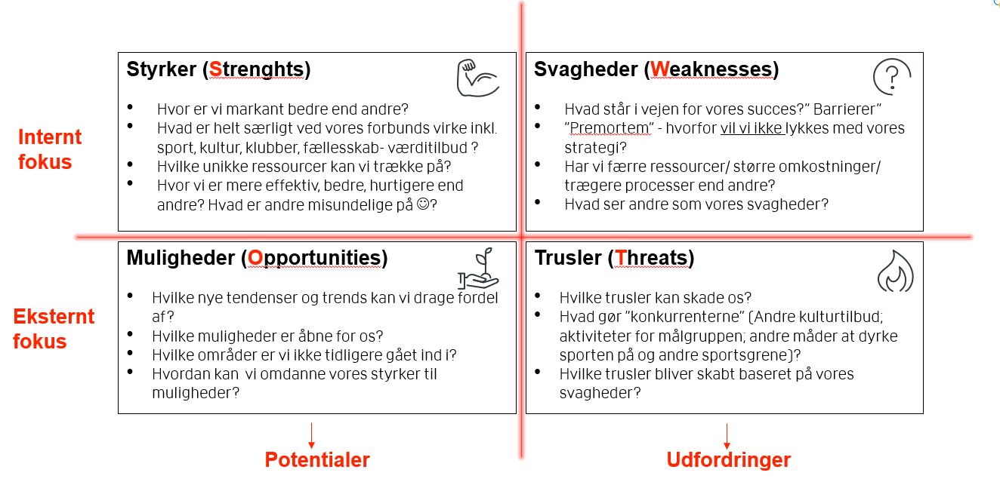 Styrker (Strenghts)
• Hvor er vi markant bedre end andre?
• Hvad er helt særligt ved vores forbunds virke inkl.
sport, kultur, klubber, fællesskab- værditilbud ?
• Hvilke unikke ressourcer kan vi trække på?
• Hvor vi er mere effektiv, bedre, hurtigere end
andre? Hvad er andre misundelige på ☺?
Svagheder (Weaknesses)
• Hvad står i vejen for vores succes?” Barrierer”
• ”Premortem” - hvorfor vil vi ikke lykkes med vores
strategi?
• Har vi færre ressourcer/ større omkostninger/
trægere processer end andre?
• Hvad ser andre som vores svagheder?
Internt
fokus
Muligheder (Opportunities)
• Hvilke nye tendenser og trends kan vi drage fordel
af?
• Hvilke muligheder er åbne for os?
• Hvilke områder er vi ikke tidligere gået ind i?
• Hvordan kan  vi omdanne vores styrker til
muligheder?
Trusler (Threats)
• Hvilke trusler kan skade os?
• Hvad gør ”konkurrenterne” (Andre kulturtilbud;
aktiviteter for målgruppen; andre måder at dyrke
sporten på og andre sportsgrene)?
• Hvilke trusler bliver skabt baseret på vores
svagheder?
Eksternt
fokus
Potentialer
Udfordringer